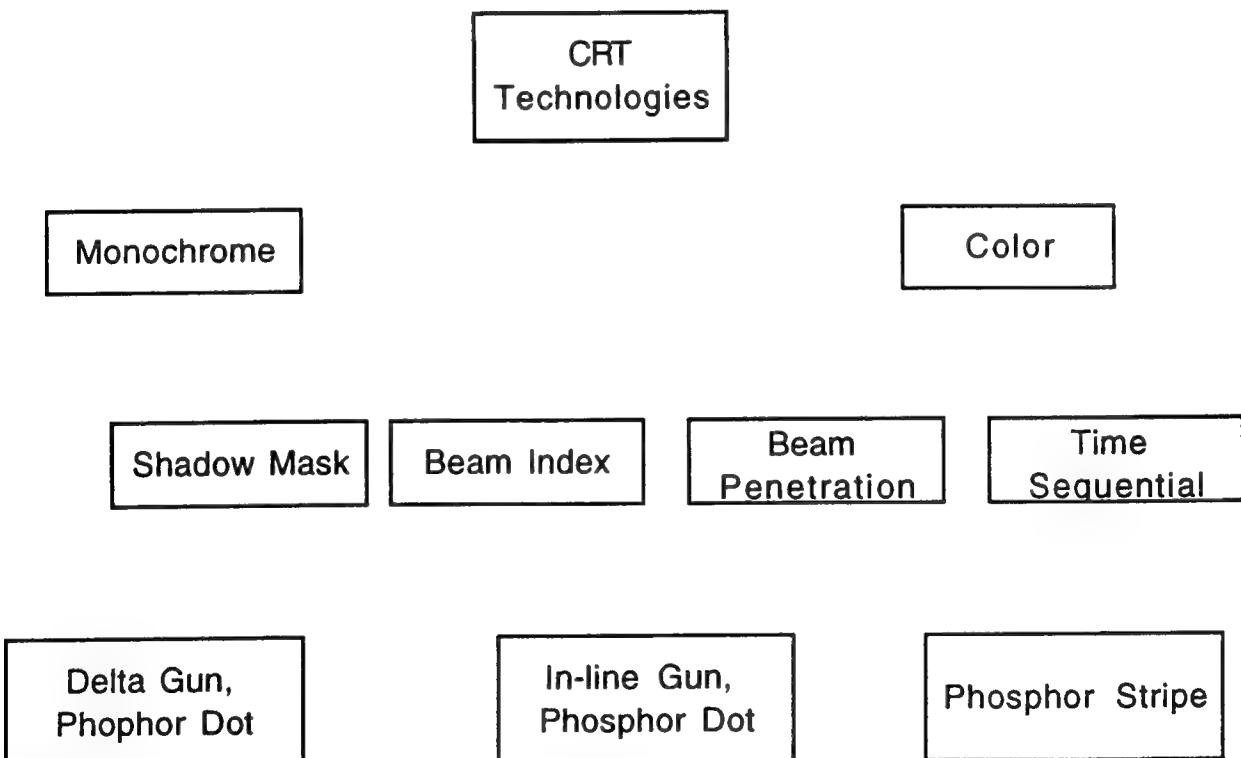 CRT
Technologies
Monochrome
Color
Shadow Mask
Beam Index
Beam
Penetration
Time
Sequential
Delta Gun,
Phophor Dot
In-line Gun,
Phosphor Dot
Phosphor Stripe